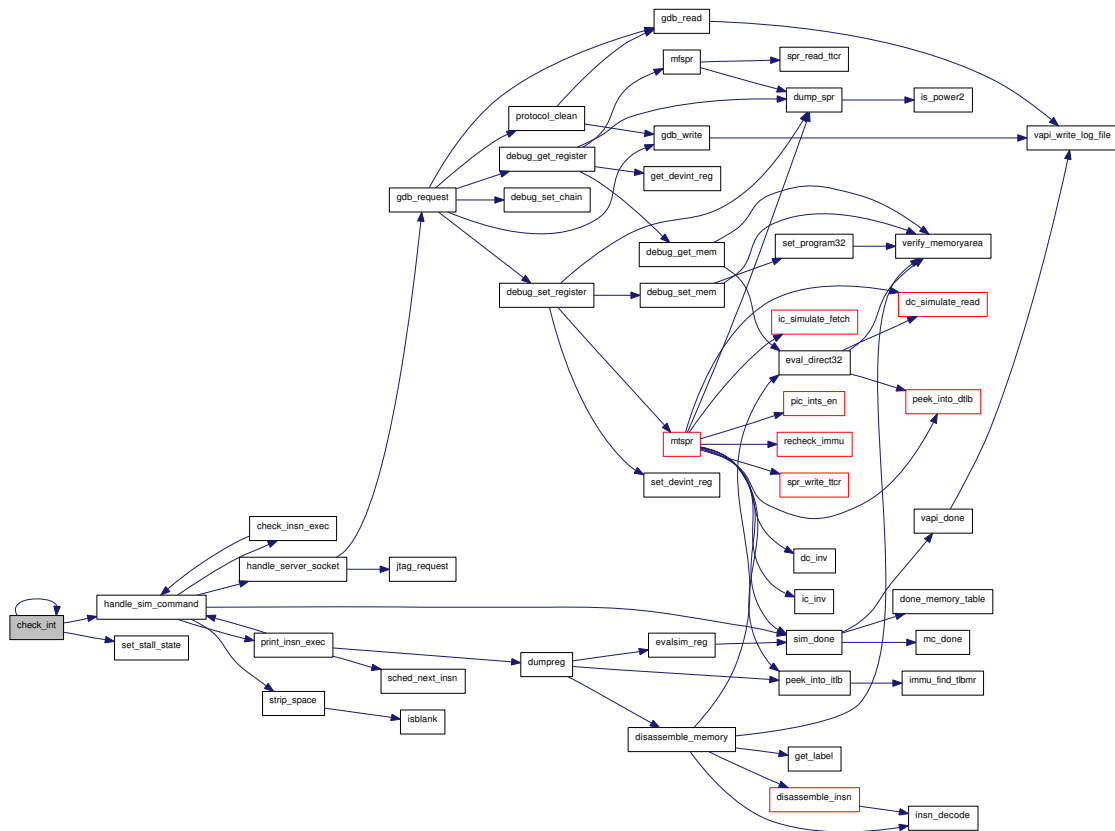 gdb_read
mfspr
spr_read_ttcr
dump_spr
is_power2
protocol_clean
gdb_write
vapi_write_log_file
debug_get_register
get_devint_reg
gdb_request
debug_set_chain
debug_get_mem
set_program32
verify_memoryarea
debug_set_register
debug_set_mem
dc_simulate_read
ic_simulate_fetch
eval_direct32
pic_ints_en
peek_into_dtlb
mtspr
recheck_immu
set_devint_reg
spr_write_ttcr
vapi_done
check_insn_exec
dc_inv
handle_server_socket
jtag_request
ic_inv
handle_sim_command
done_memory_table
check_int
set_stall_state
print_insn_exec
evalsim_reg
sim_done
mc_done
dumpreg
sched_next_insn
peek_into_itlb
immu_find_tlbmr
strip_space
isblank
disassemble_memory
get_label
disassemble_insn
insn_decode